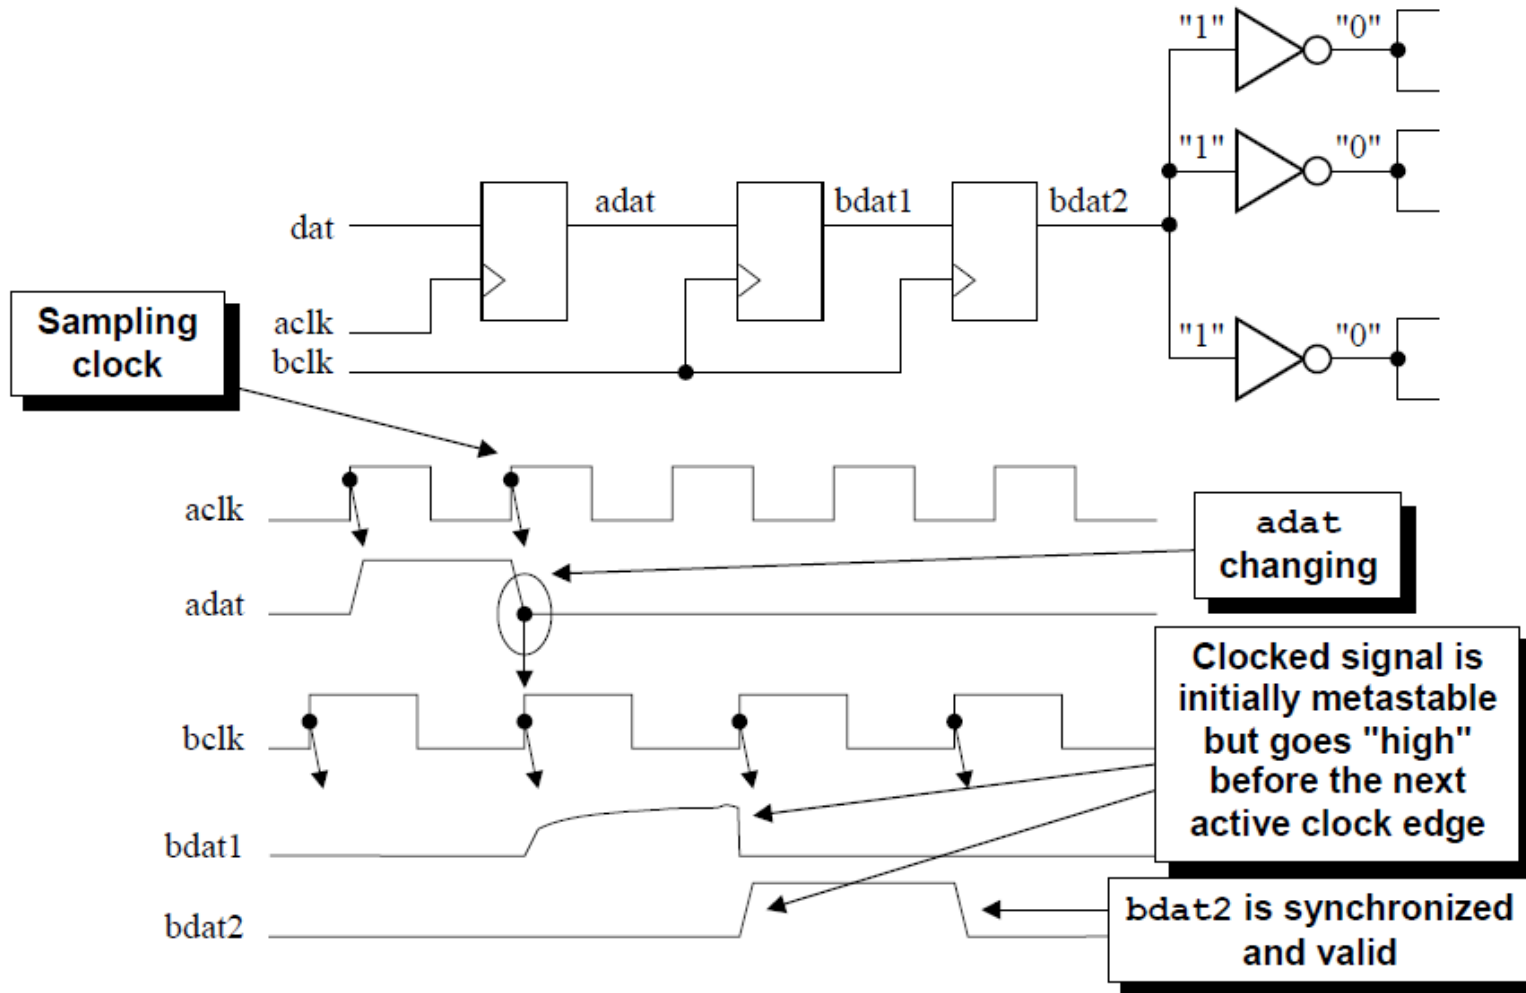 "1" "0"
"1" "0"
adat bdat1 bdat2
dat
Sampling
clock
aclk
bclk
"1" "0"
aclk
adat
changing
adat
Clocked signal is
initially metastable
but goes "high"
before the next
active clock edge
bclk
bdat1
bdat2 is synchronized
and valid
bdat2